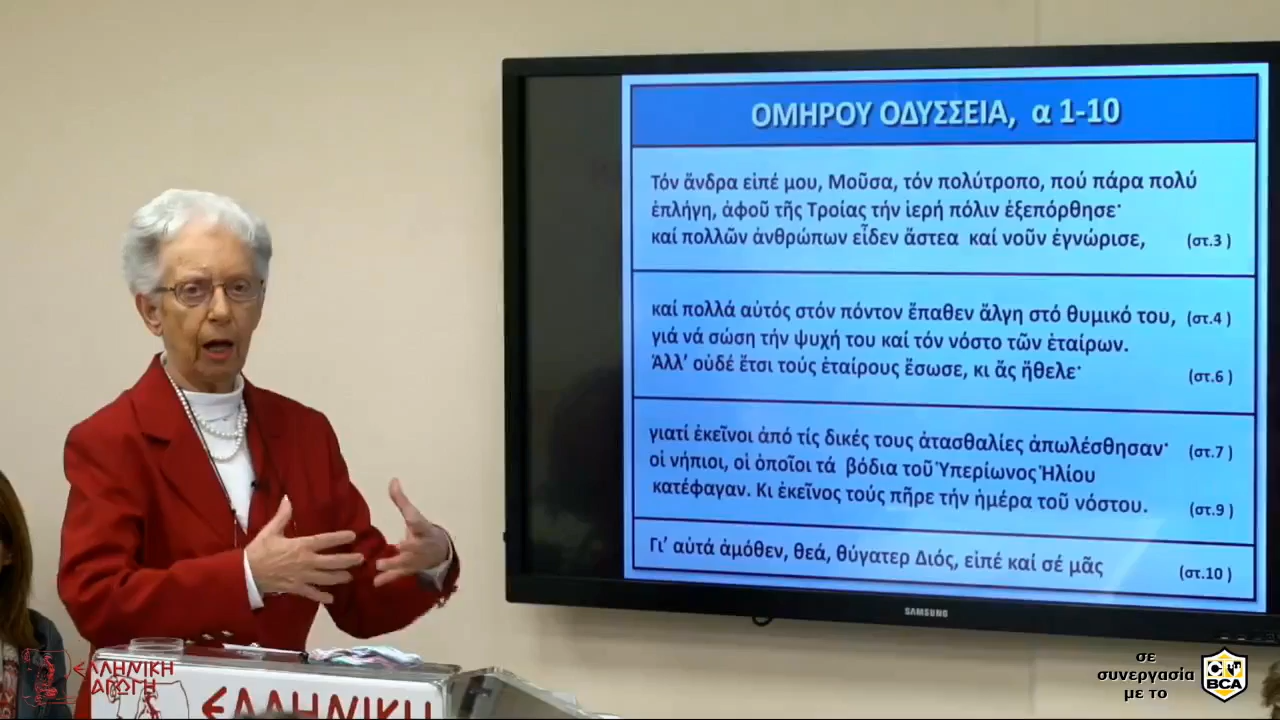 ΟΜΗΡΟΥ ΟΔΥΣΣΕΙΑ, α 1-10
Τόν ἄνδρα εἰπέ μου, Μοῦσα, τόν πολύτροπο, πού πάρα πολύ
ἐπλήγη, ἀφοῦ τῆς Τροίας τήν ἱερή πόλιν ἐξεπόρθησε·
καί πολλῶν ἀνθρώπων εἶδεν ἄστεα καί νοῦν ἐγνώρισε, (στ.3 )
καί πολλά αὐτός στόν πόντον ἔπαθεν ἄλγη στό θυμικό του, (στ.4 )
γιά νά σώση τήν ψυχή του καί τόν νόστο τῶν ἑταίρων.
Ἀλλ’ οὐδέ ἔτσι τούς ἑταίρους ἔσωσε, κι ἄς ἤθελε· (στ.6 )
γιατί ἐκεῖνοι ἀπό τίς δικές τους ἀτασθαλίες ἀπωλέσθησαν· (στ.7 )
οἱ νήπιοι, οἱ ὁποῖοι τά βόδια τοῦ Ὑπερίωνος Ἠλίου
κατέφαγαν. Κι ἐκεῖνος τούς πῆρε τήν ἡμέρα τοῦ νόστου. (στ.9 )
Γι’ αὐτά ἁμόθεν, θεά, θύγατερ Διός, εἰπέ καί σέ μᾶς (στ.10 )
SAMSUNG
ΕΛΛΗΝΙΚΗ
ΑΓΩΓΗ
ΕΛΛΗΝΙΚΗ
σε
συνεργασία
με το
BCA